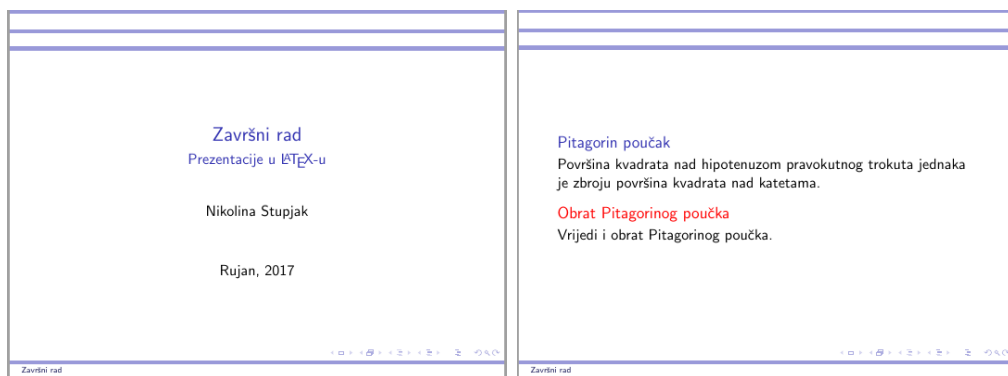 Završni rad
Prezentacije u LATEX-u
Nikolina Stupjak
Rujan, 2017
Završni rad
Pitagorin poučak
Površina kvadrata nad hipotenuzom pravokutnog trokuta jednaka
je zbroju površina kvadrata nad katetama.
Obrat Pitagorinog poučka
Vrijedi i obrat Pitagorinog poučka.
Završni rad